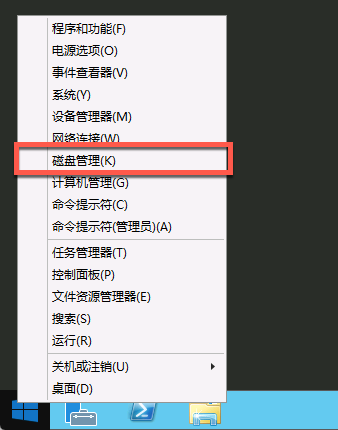 程序和功能(F)
电源选项(O)
事件查看器(V)
系统(Y)
设备管理器(M)
网络连接(W)
磁盘管理(K)
计算机管理(G)
命令提示符(C)
命令提示符(管理员)(A)
任务管理器(T)
控制面板(P)
文件资源管理器(E)
搜索(S)
运行(R)
关机或注销(U)
桌面(D)